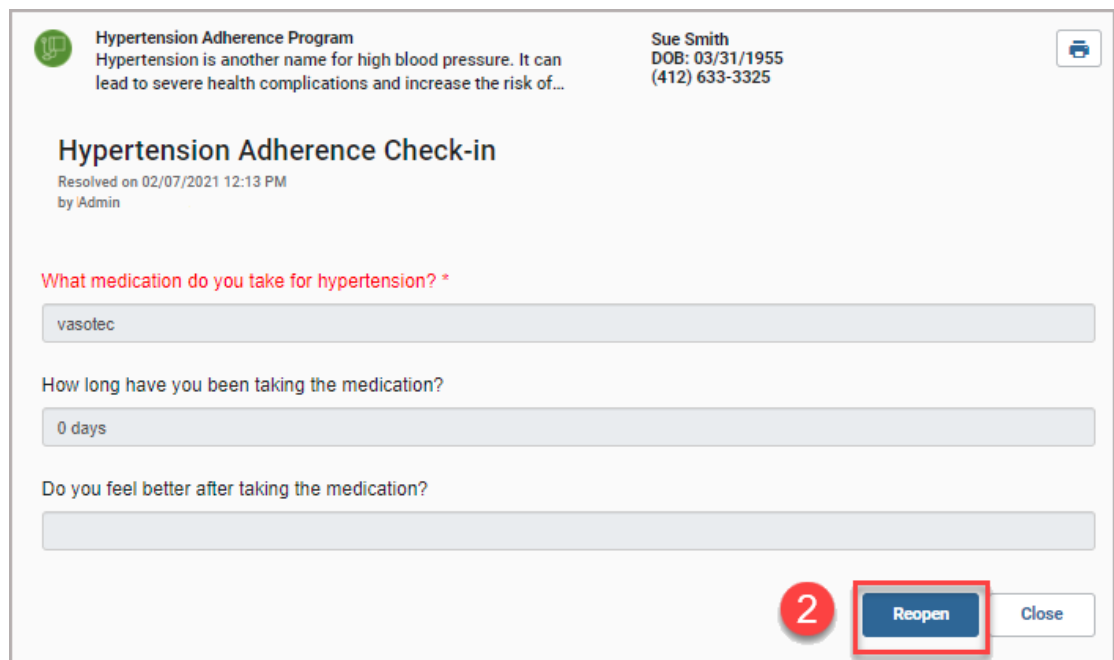 Hypertension Adherence Program
Hypertension is another name for high blood pressure. It can
lead to severe health complications and increase the risk of...
Sue Smith
DOB: 03/31/1955
(412) 633-3325
Hypertension Adherence Check-in
Resolved on 02/07/2021 12:13 PM
by Admin
What medication do you take for hypertension? *
vasotec
How long have you been taking the medication?
0 days
Do you feel better after taking the medication?
2
Reopen
Close